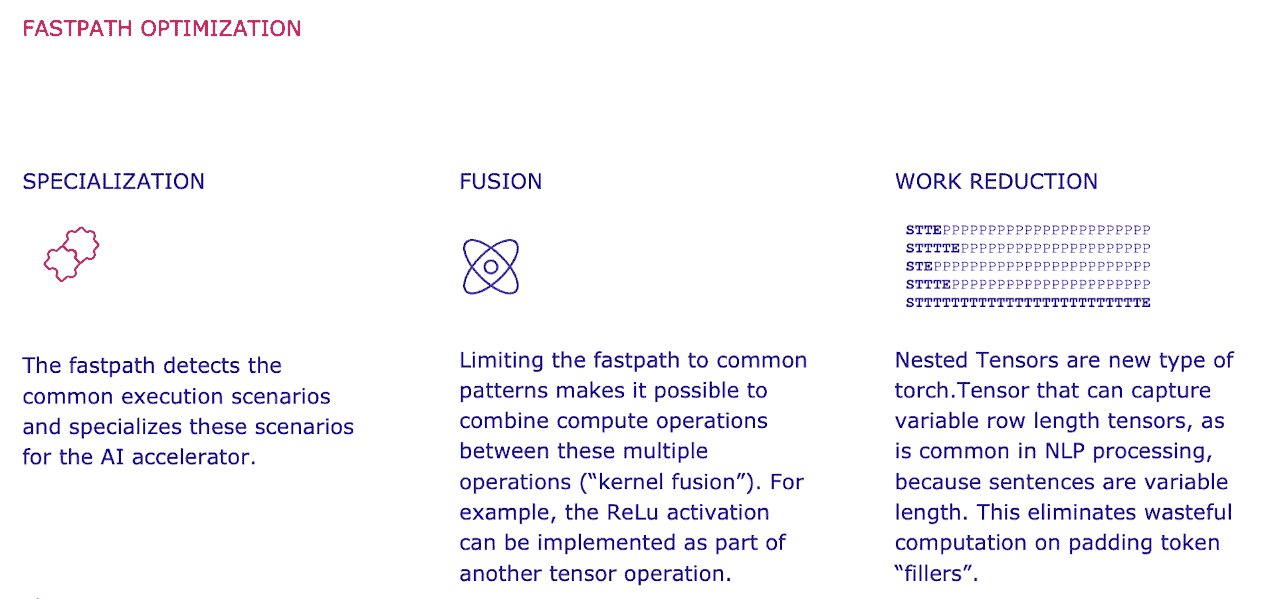 FASTPATH OPTIMIZATION
SPECIALIZATION
The fastpath detects the
common execution scenarios
and specializes these scenarios
for the AI accelerator.
FUSION
Limiting the fastpath to common
patterns makes it possible to
combine compute operations
between these multiple
operations (“kernel fusion”). For
example, the ReLu activation
can be implemented as part of
another tensor operation.
WORK REDUCTION
STTEPPPPPPPPPPPPPPPPPPPPPPP
STTTTEPPPPPPPPPPPPPPPPPPPPP
STEPPPPPPPPPPPPPPPPPPPPPPPP
STTTEPPPPPPPPPPPPPPPPPPPPPP
STTTTTTTTTTTTTTTTTTTTTTTTTE
Nested Tensors are new type of
torch.Tensor that can capture
variable row length tensors, as
is common in NLP processing,
because sentences are variable
length. This eliminates wasteful
computation on padding token
“fillers”.